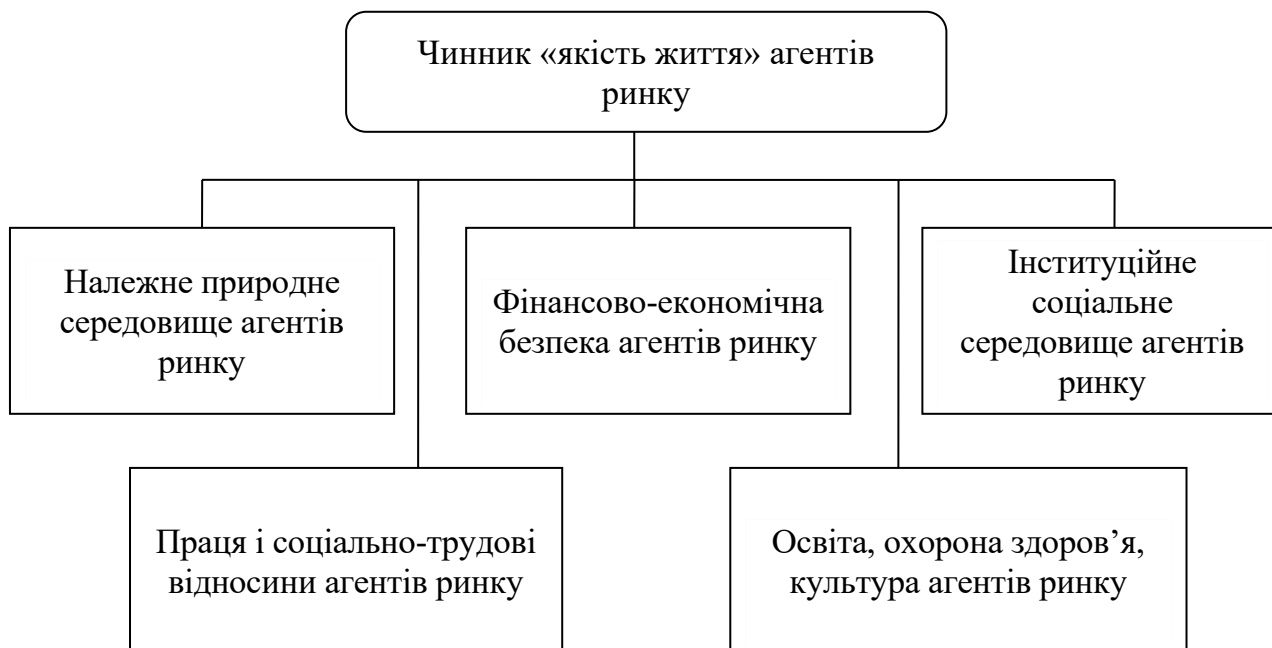 Чинник «якість життя» агентів
ринку
Належне природне
середовище агентів
ринку
Фінансово-економічна
безпека агентів ринку
Інституційне
соціальне
середовище агентів
ринку
Праця і соціально-трудові
відносини агентів ринку
Освіта, охорона здоров’я,
культура агентів ринку